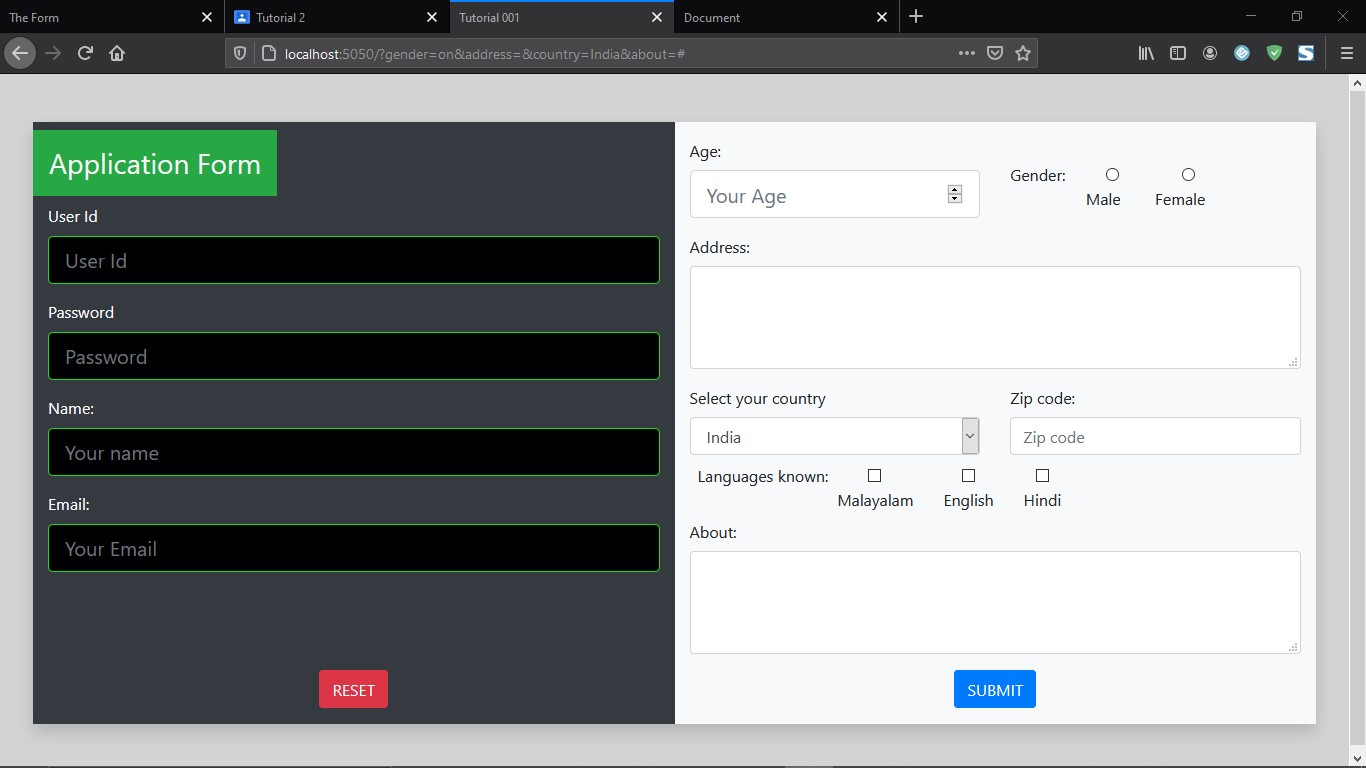 The Form
Tutorial 2
Tutorial 001
Document
localhost:5050/?gender=on&address=&country=India&about=#
Application Form
User Id
User Id
Password
Password
Name:
Your name
Email:
Your Email
RESET
Age:
Your Age
Gender:
Male
Female
Address:
Select your country
Zip code:
India
Zip code
Languages known:
Malayalam
English
Hindi
About:
SUBMIT